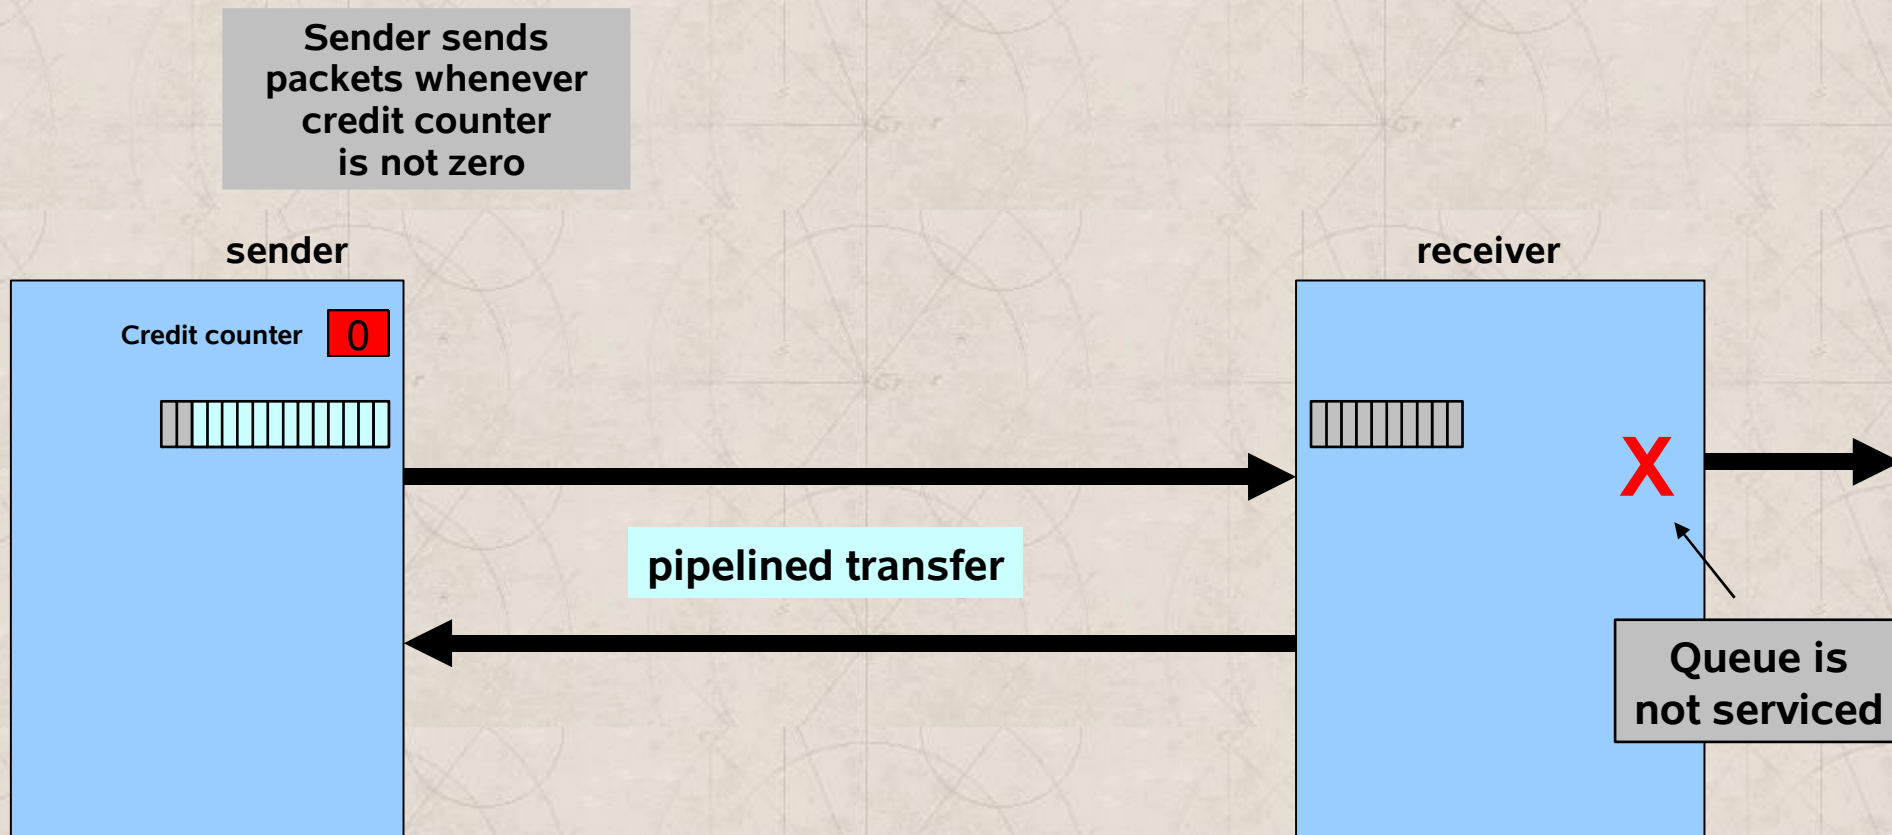 Sender sends
packets whenever
credit counter
is not zero
sender
receiver
Credit counter 0
X
pipelined transfer
Queue is
not serviced